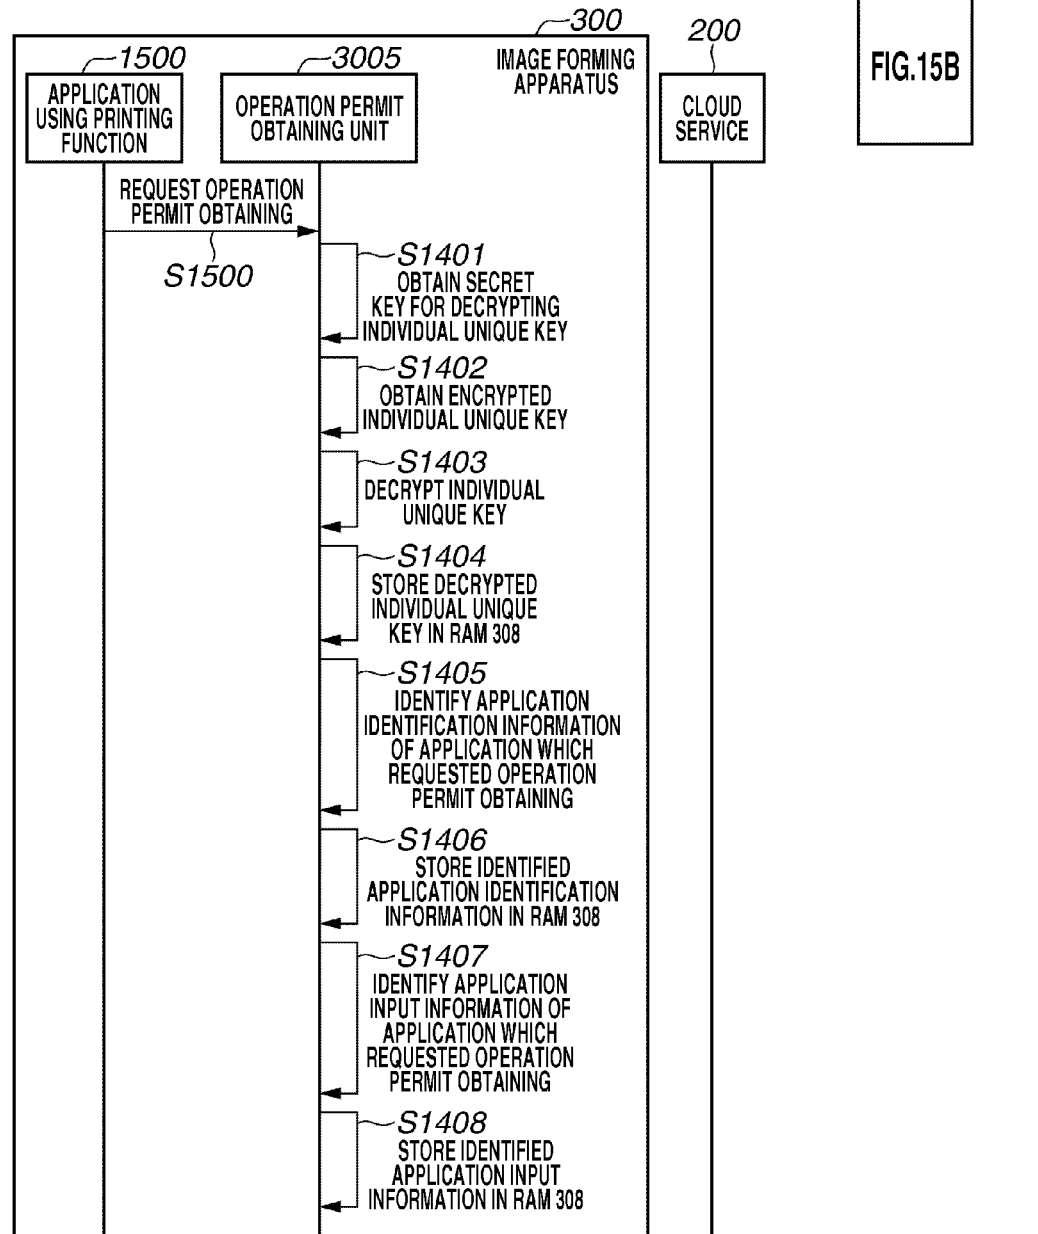 300
200
IMAGE FORMING
APPARATUS
FIG.15B
1500
APPLICATION
USING PRINTING
FUNCTION
3005
OPERATION PERMIT
OBTAINING UNIT
CLOUD
SERVICE
REQUEST OPERATION
PERMIT OBTAINING
S1500
S1401
OBTAIN SECRET
KEY FOR DECRYPTING
INDIVIDUAL UNIQUE KEY
S1402
OBTAIN ENCRYPTED
INDIVIDUAL UNIQUE KEY
S1403
DECRYPT INDIVIDUAL
UNIQUE KEY
S1404
STORE DECRYPTED
INDIVIDUAL UNIQUE
KEY IN RAM 308
S1405
IDENTIFY APPLICATION
IDENTIFICATION INFORMATION
OF APPLICATION WHICH
REQUESTED OPERATION
PERMIT OBTAINING
S1406
STORE IDENTIFIED
APPLICATION IDENTIFICATION
INFORMATION IN RAM 308
S1407
IDENTIFY APPLICATION
INPUT INFORMATION OF
APPLICATION WHICH
REQUESTED OPERATION
PERMIT OBTAINING
S1408
STORE IDENTIFIED
APPLICATION INPUT
INFORMATION IN RAM 308